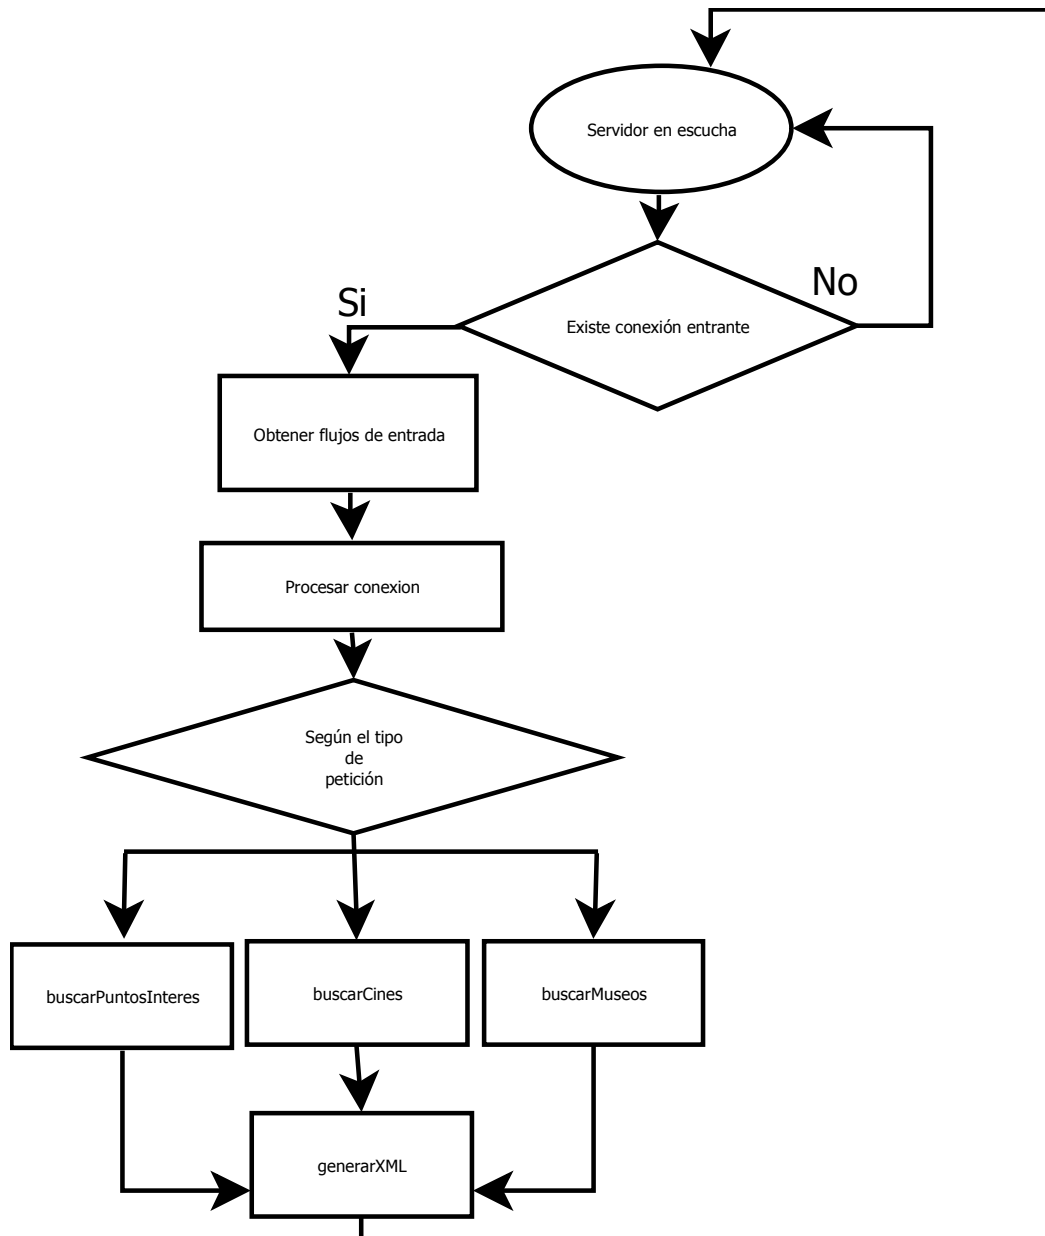 Servidor en escucha
No
Si
Existe conexión entrante
Obtener flujos de entrada
Procesar conexion
Según el tipo
de
petición
buscarPuntosInteres
buscarCines
buscarMuseos
generarXML